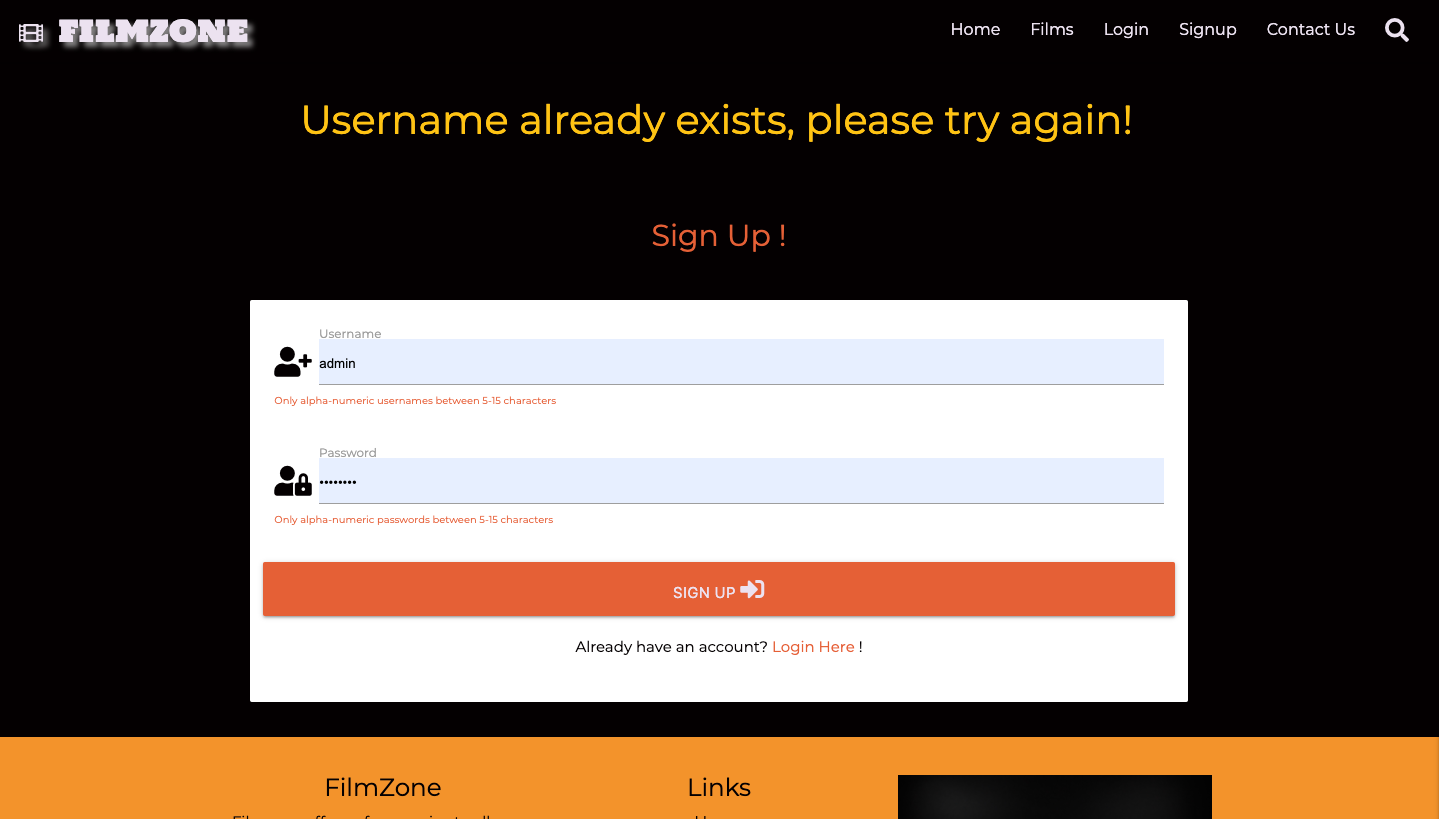 FILMZONE
Home Films Login Signup Contact Us
Username already exists, please try again!
Sign Up !
Username
admin
Only alpha-numeric usernames between 5-15 characters
Password
••••••••
Only alpha-numeric passwords between 5-15 characters
SIGN UP
Already have an account? Login Here !
FilmZone
Links